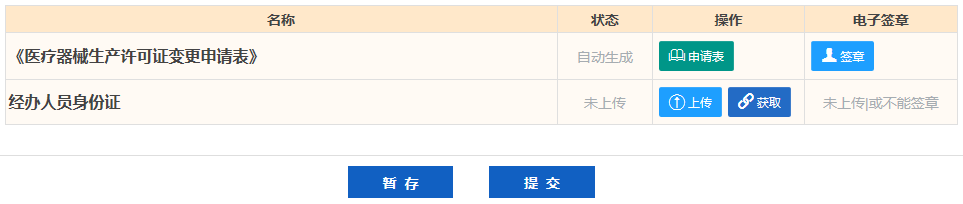 名称 状态 操作 电子签章
《医疗器械生产许可证变更申请表》 自动生成 申请表 签章
经办人员身份证 未上传 上传 获取 未上传|或不能签章
暂 存 提 交